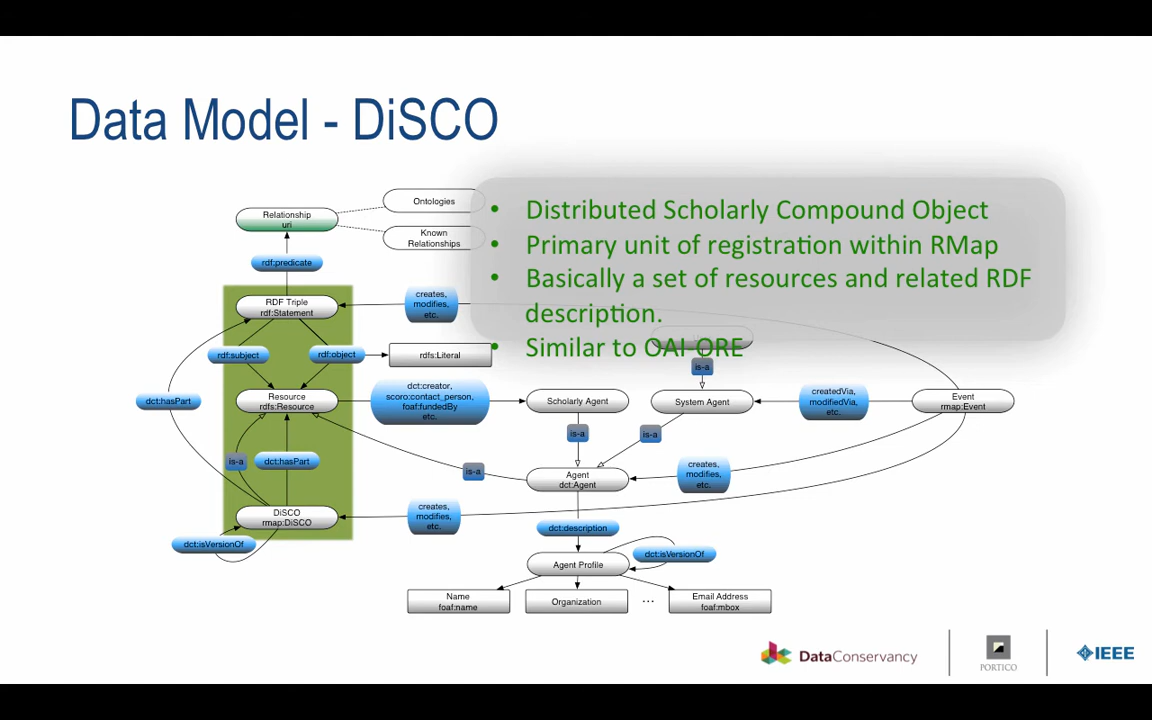 Data Model - DiSCO
Ontologies
• Distributed Scholarly Compound Object
Relationship
uri
Known
Relationships
• Primary unit of registration within RMap
rdf:predicate
• Basically a set of resources and related RDF
description.
RDF Triple
rdf:Statement
creates,
modifies,
etc.
• Similar to OAI-ORE
rdf:subject
rdf:object
rdfs:Literal
is-a
dct:hasPart
Resource
rdfs:Resource
dct:creator,
scoro:contact_person,
foaf:fundedBy
etc.
Scholarly Agent
System Agent
createdVia,
modifiedVia,
etc.
Event
rmap:Event
is-a
is-a
is-a
dct:hasPart
is-a
Agent
dct:Agent
creates,
modifies,
etc.
DiSCO
rmap:DiSCO
creates,
modifies,
etc.
dct:description
dct:isVersionOf
Agent Profile
dct:isVersionOf
Name
foaf:name
Organization
...
Email Address
foaf:mbox
DataConservancy
PORTICO
IEEE